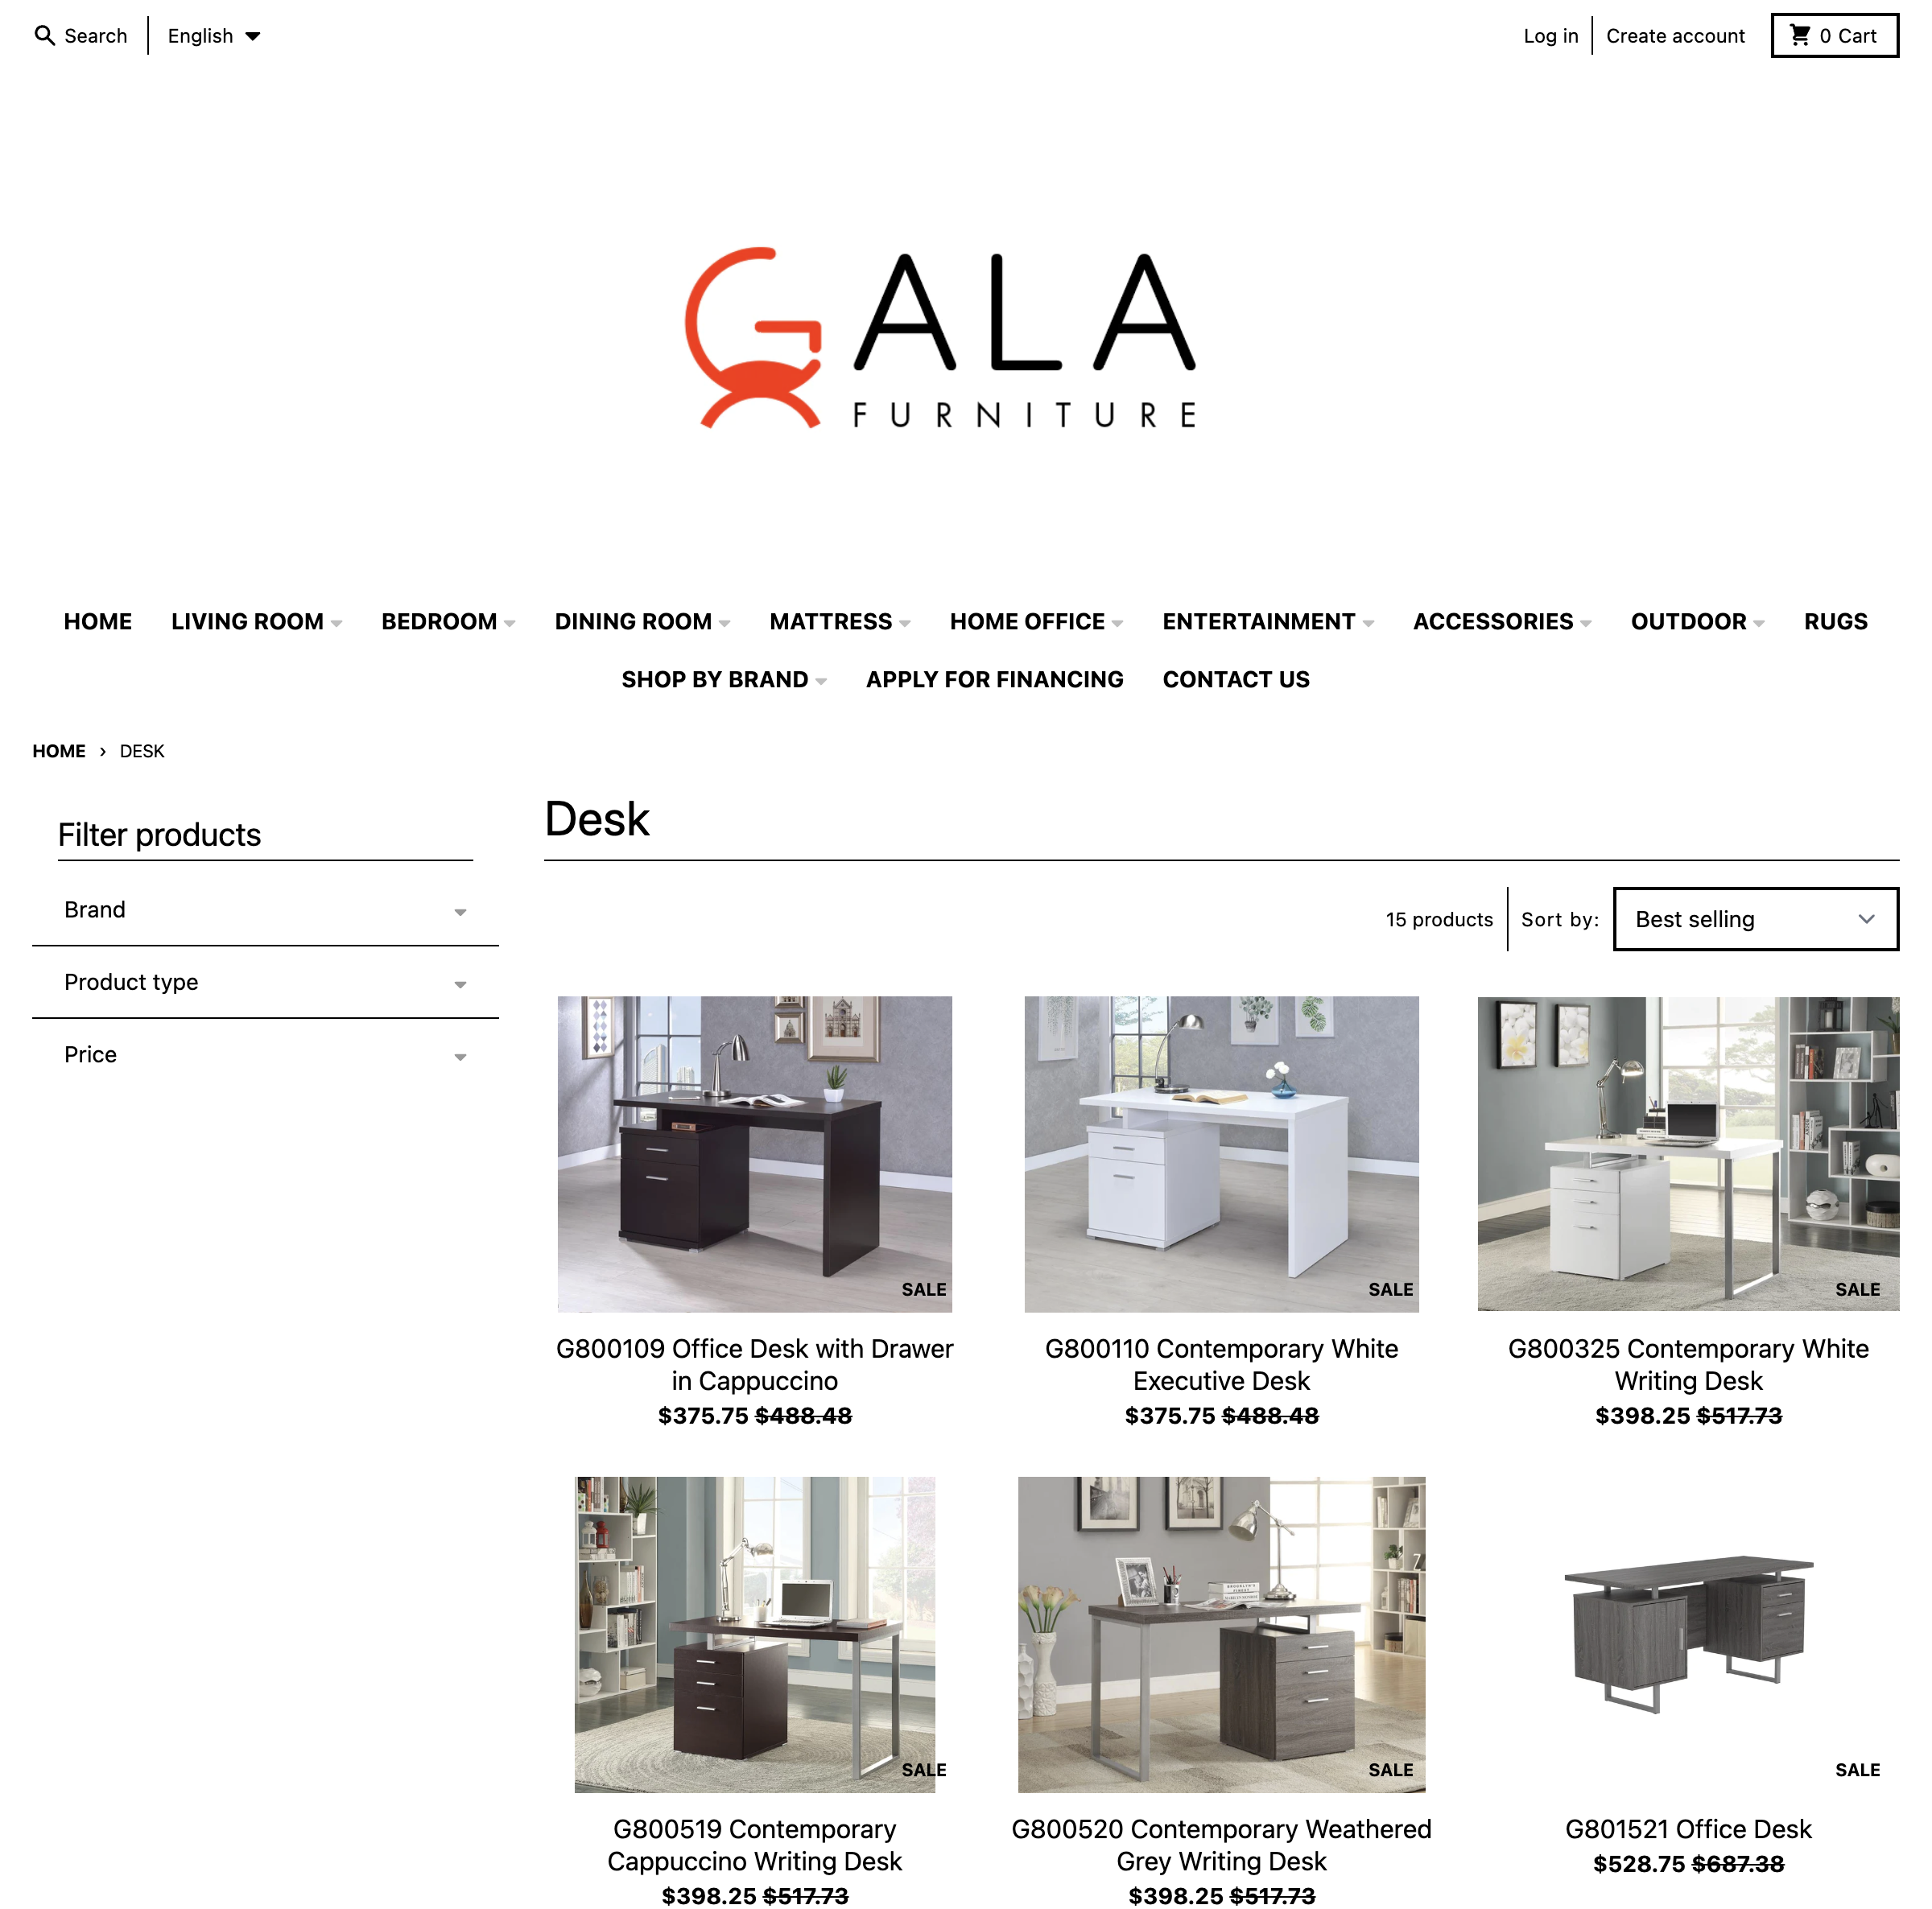 Search
English
Log in
Create account
0 Cart
GALA
FURNITURE
HOME LIVING ROOM BEDROOM DINING ROOM MATTRESS HOME OFFICE ENTERTAINMENT ACCESSORIES OUTDOOR RUGS
SHOP BY BRAND APPLY FOR FINANCING CONTACT US
HOME › DESK
Filter products
Brand
Product type
Price
Desk
15 products
Sort by:
Best selling
SALE
G800109 Office Desk with Drawer
in Cappuccino
$375.75 $488.48
SALE
G800110 Contemporary White
Executive Desk
$375.75 $488.48
SALE
G800325 Contemporary White
Writing Desk
$398.25 $517.73
SALE
G800519 Contemporary
Cappuccino Writing Desk
$398.25 $517.73
SALE
G800520 Contemporary Weathered
Grey Writing Desk
$398.25 $517.73
SALE
G801521 Office Desk
$528.75 $687.38